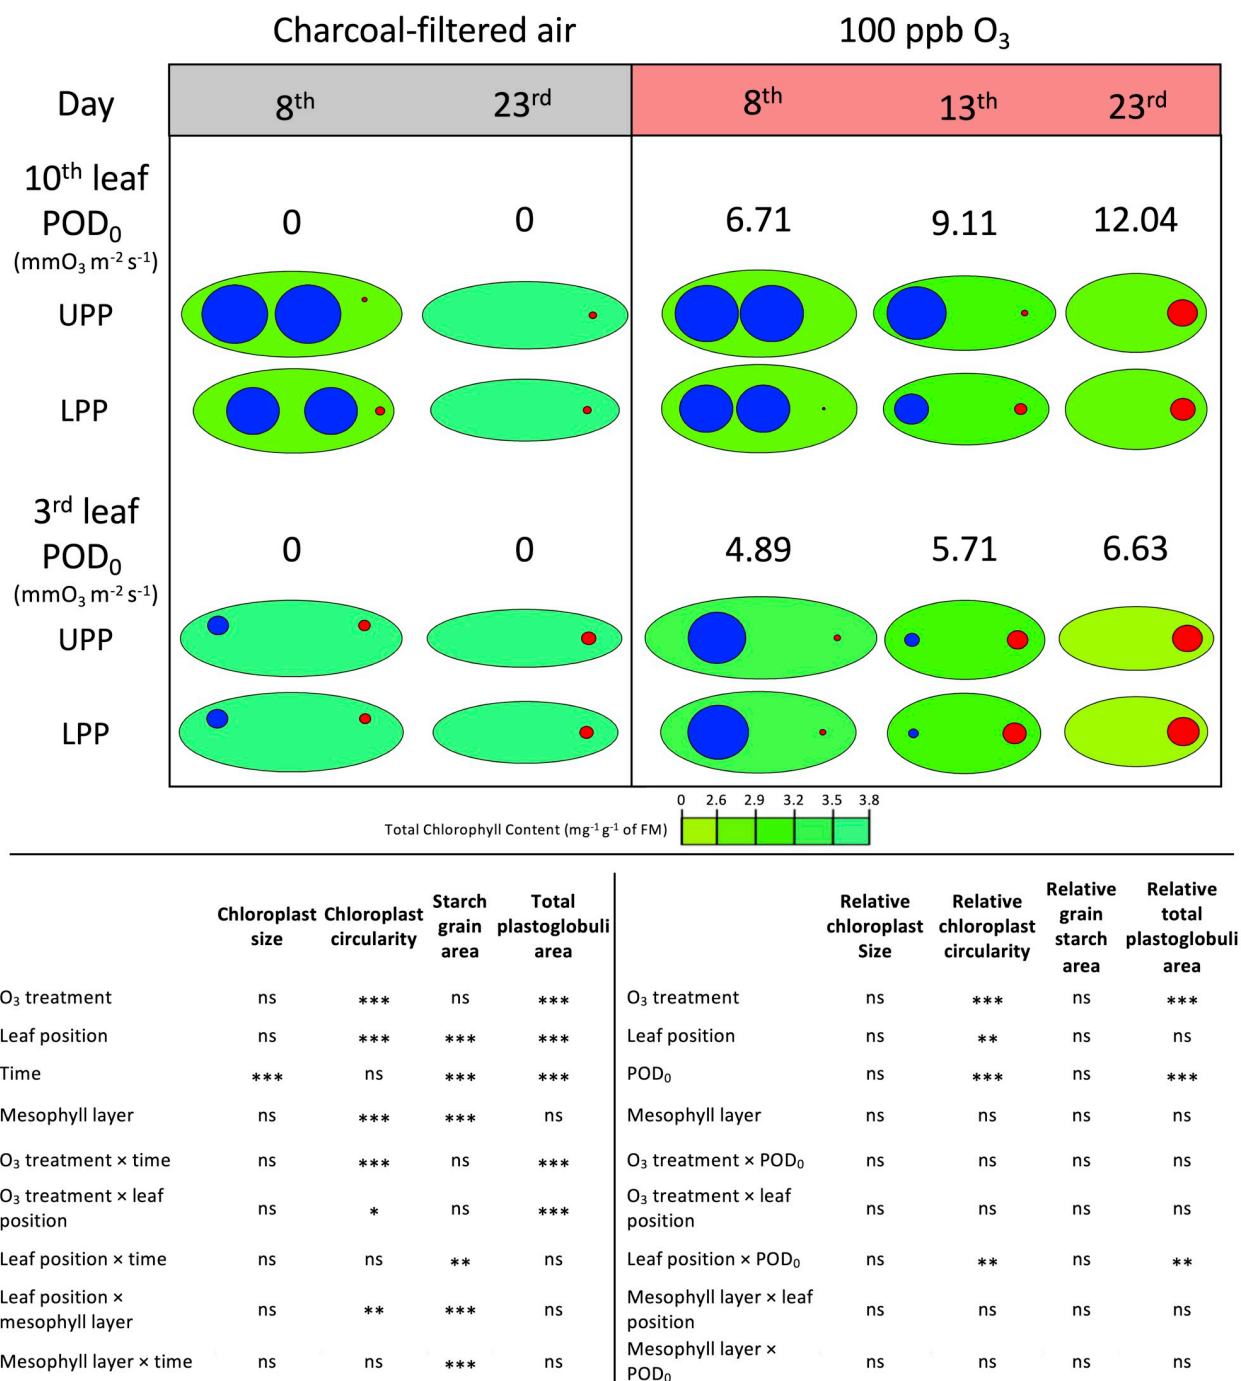 Charcoal-filtered air 100 ppb O₃
Day 8th 23rd 8th 13th 23rd
10th leaf
POD₀ 0 0 6.71 9.11 12.04
(mmO₃ m⁻² s⁻¹)
UPP
LPP
3rd leaf
POD₀ 0 0 4.89 5.71 6.63
(mmO₃ m⁻² s⁻¹)
UPP
LPP
0 2.6 2.9 3.2 3.5 3.8
Total Chlorophyll Content (mg⁻¹ g⁻¹ of FM)
Chloroplast size Chloroplast circularity Starch grain area Total plastoglobuli area
O₃ treatment ns *** ns ***
Leaf position ns *** *** ***
Time *** ns *** ***
Mesophyll layer ns *** *** ns
O₃ treatment × time ns *** ns ***
O₃ treatment × leaf position ns * ns ***
Leaf position × time ns ns ** ns
Leaf position × mesophyll layer ns ** *** ns
Mesophyll layer × time ns ns *** ns
Relative chloroplast Size Relative chloroplast circularity Relative grain starch area Relative total plastoglobuli area
O₃ treatment ns *** ns ***
Leaf position ns ** ns ns
POD₀ ns *** ns ***
Mesophyll layer ns ns ns ns
O₃ treatment × POD₀ ns ns ns ns
O₃ treatment × leaf position ns ns ns ns
Leaf position × POD₀ ns ** ns **
Mesophyll layer × leaf position ns ns ns ns
Mesophyll layer × POD₀ ns ns ns ns